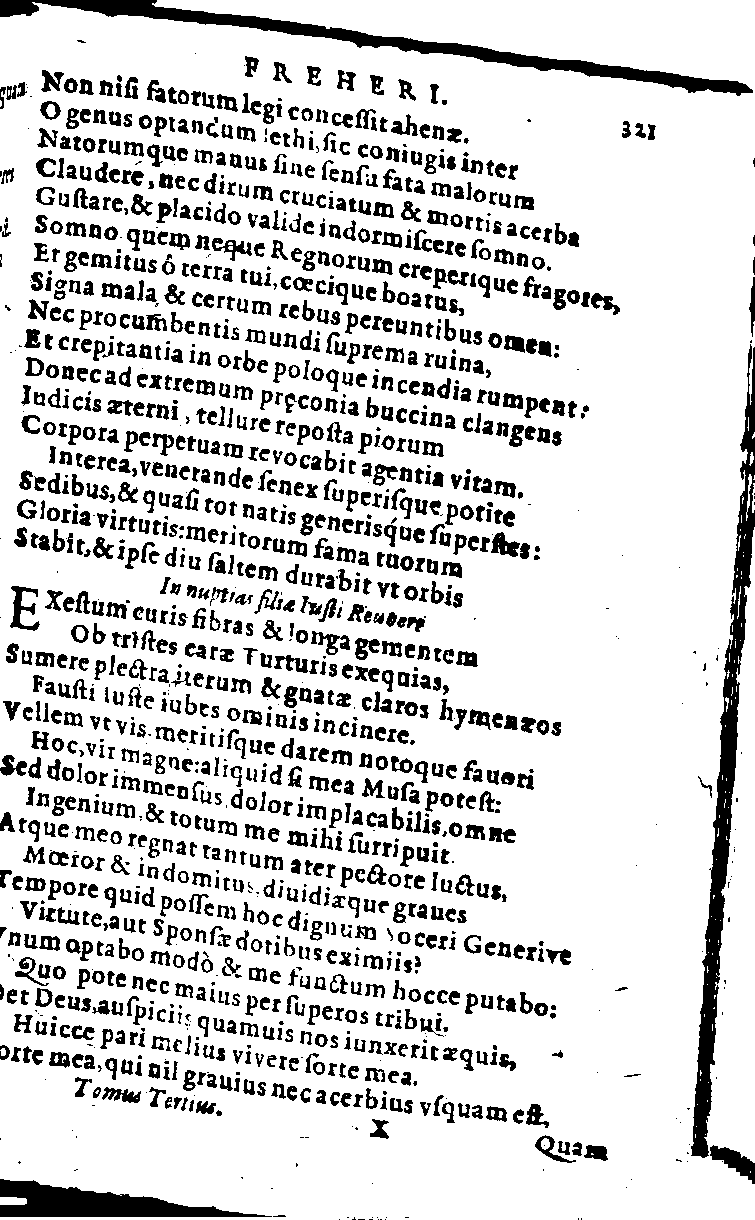 FREHERI.
321
Non niſi fatorum legi conceſſit ahenæ.
O genus optandum lethi, ſic coniugis inter
Natorumque manus ſine ſenſu fata malorum
Claudere, nec dirum cruciatum & mortis acerba
Guſtare, & placido valide indormiſcere ſomno.
Somno quem neque Regnorum creperique fragores,
Et gemitus ô terra tui, cœcique boatus,
Signa mala & certum rebus pereuntibus omen:
Nec procumbentis mundi ſuprema ruina,
Et crepitantia in orbe poloque incendia rumpent:
Donec ad extremum pręconia buccina clangens
Iudicis æterni, tellure repoſta piorum
Corpora perpetuam revocabit agentia vitam.
Interea, venerande ſenex ſuperiſque potite
Sedibus, & quaſi tot natis generisque ſuperſtes:
Gloria virtutis: meritorum fama tuorum
Stabit, & ipſe diu ſaltem durabit vt orbis
In nuptias filiæ Iuſti Reuberi
EXeſtum curis fibras & longa gementem
Ob triſtes caræ Turturis exequias,
Sumere plectra iterum & gnatæ claros hymenæos
Fauſti Iuſte iubes ominis incinere.
Vellem vt vis meritiſque darem notoque fauori
Hoc, vir magne: aliquid ſi mea Muſa poteſt:
Sed dolor immenſus dolor implacabilis, omne
Ingenium, & totum me mihi ſurripuit.
Atque meo regnat tantum ater pectore luctus,
Mœror & indomitus, diuidiæque graues
Tempore quid poſſem hoc dignum Soceri Generive
Virtute, aut Sponſæ dotibus eximiis?
Vnum optabo modò & me functum hocce putabo:
Quo pote nec maius per ſuperos tribui.
Det Deus, auſpiciis quamuis nos iunxerit æquis,
Huicce pari melius vivere ſorte mea.
orte mea, qui nil grauius nec acerbius vſquam eſt,
Tomus Tertius.
X
Quam